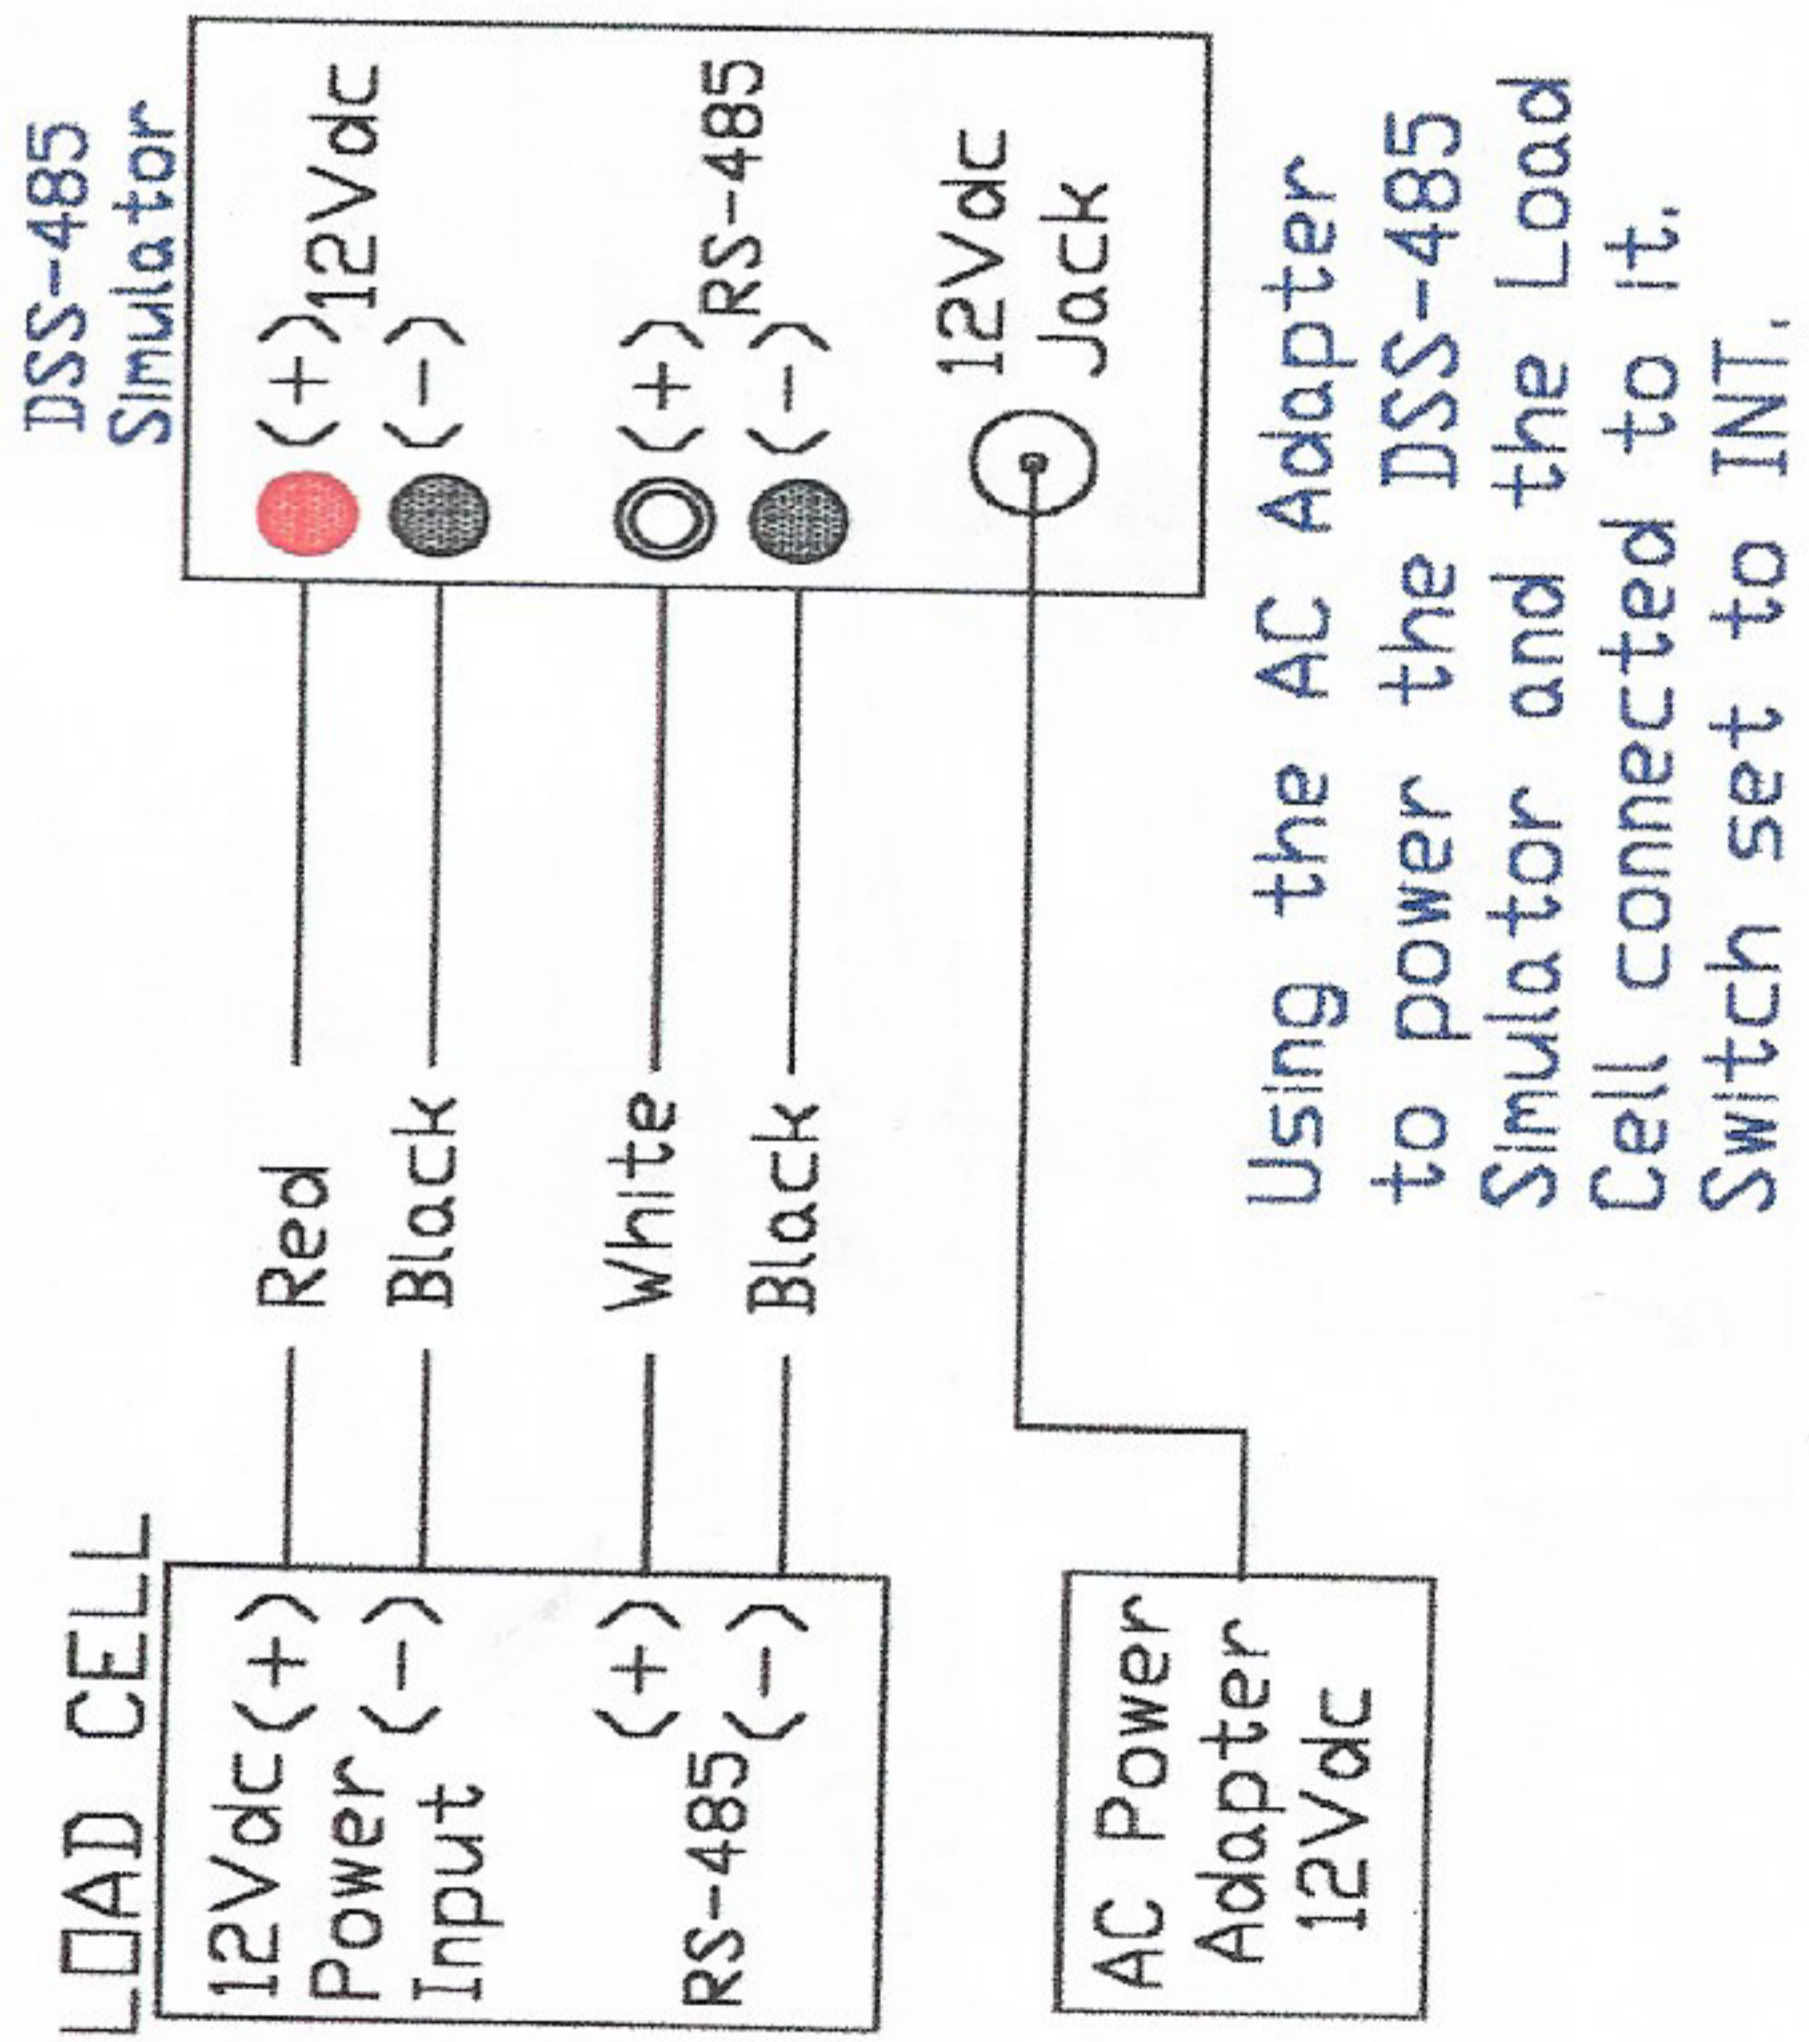 LOAD CELL
12Vdc (+)
Power (-)
Input
(+)
RS-485
(-)
Red
Black
White
Black
DSS-485
Simulator
(+)
12Vdc
(-)
(+)
RS-485
(-)
12Vdc
Jack
AC Power
Adapter
12Vdc
Using the AC Adapter
to power the DSS-485
Simulator and the Load
Cell connected to it.
Switch set to INT.